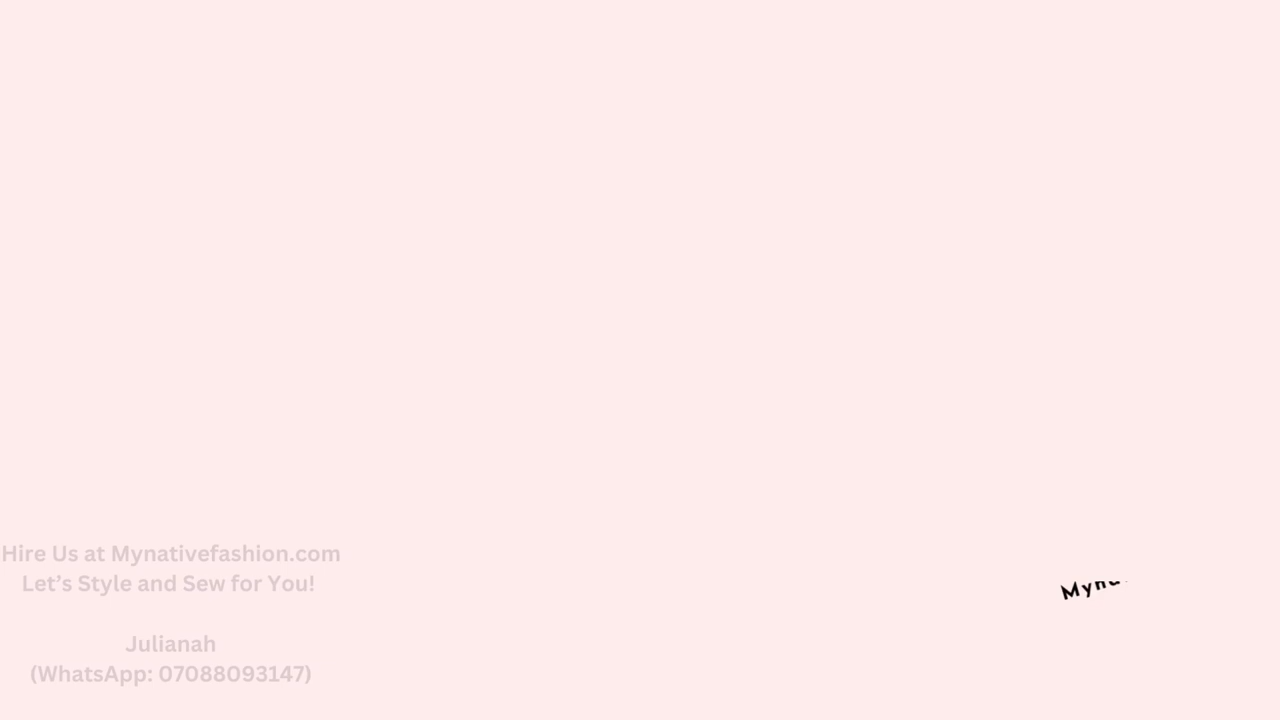 Hire Us at Mynativefashion.com
Let's Style and Sew for You!
Julianah
(WhatsApp: 07088093147)